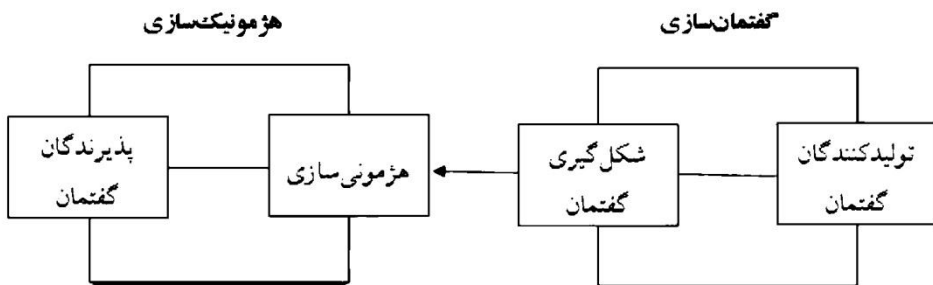 گفتمان‌سازی
هژمونیک‌سازی
تولیدکنندگان
گفتمان
شکل‌گیری
گفتمان
هژمونی‌سازی
پذیرندگان
گفتمان